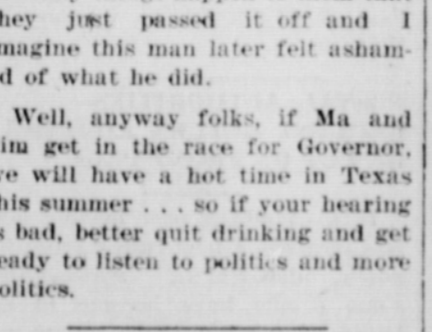 hey just passed it off and I
magine this man later felt asham-
d of what he did.
Well, anyway folks, if Ma and
im get in the race for Governor,
e will have a hot time in Texas
his summer . . . so if your hearing
s bad, better quit drinking and get
eady to listen to politics and more
olitics.